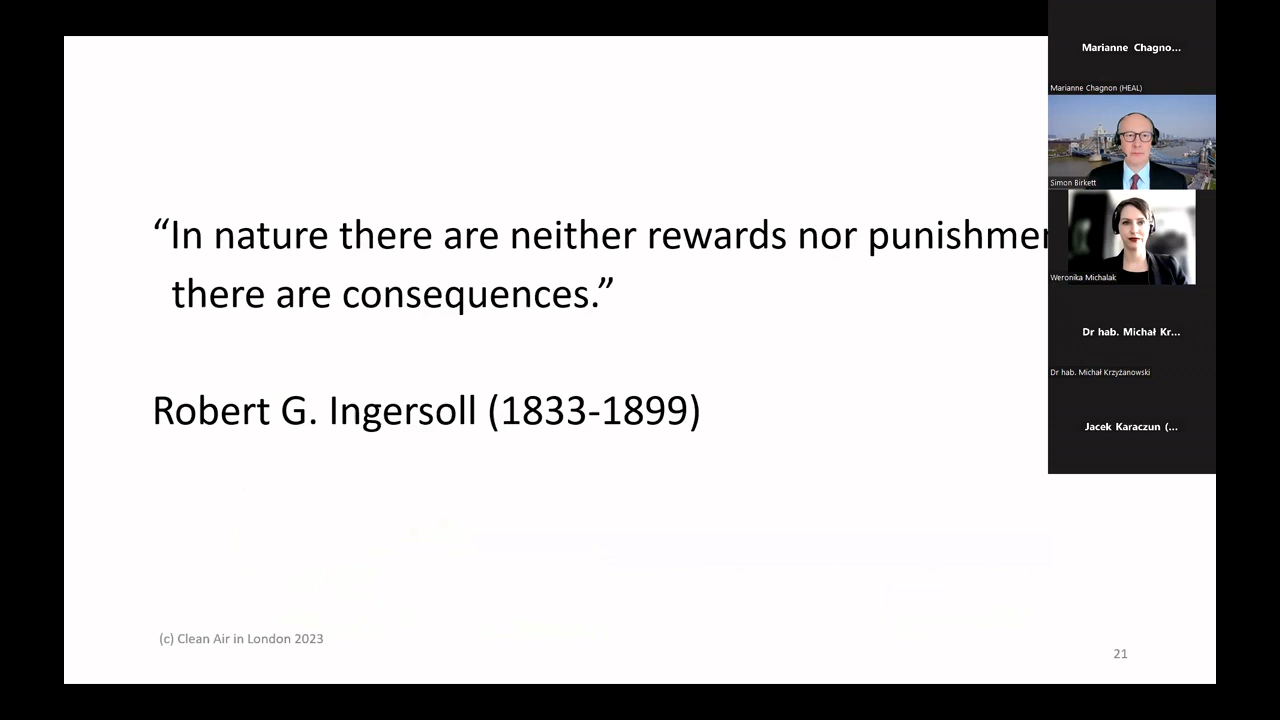 “In nature there are neither rewards nor
there are consequences.”
Robert G. Ingersoll (1833-1899)
(c) Clean Air in London 2023
21
Marianne Chagno...
Marianne Chagnon (HEAL)
Simon Birkett
Weronika Michalak
Dr hab. Michał Kr...
Dr hab. Michał Krzyżanowski
Jacek Karaczun (...